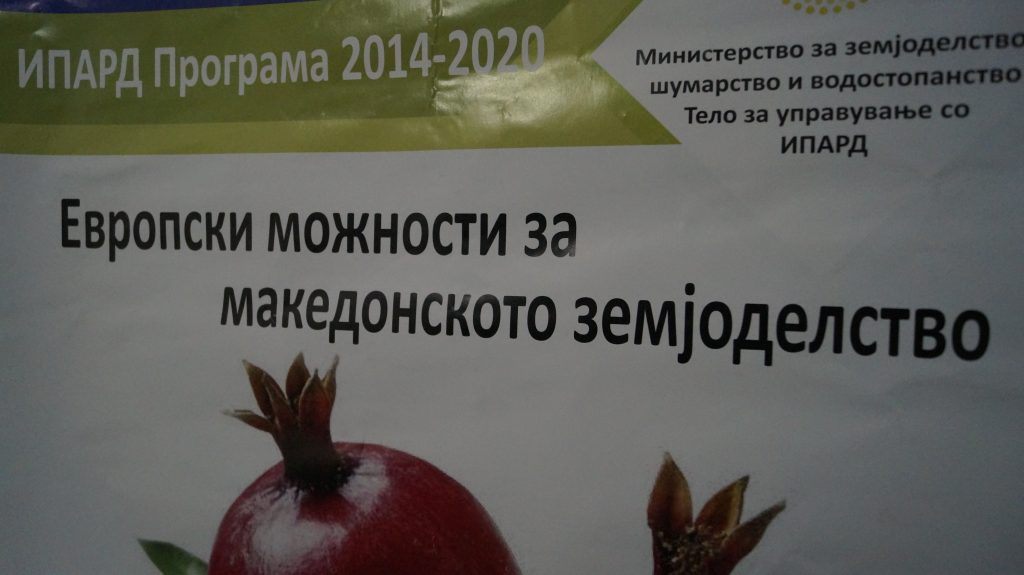 ИПАРД Програма 2014-2020
Министерство за земјоделство
шумарство и водостопанство
Тело за управување со
ИПАРД
Европски можности за
македонското земјоделство